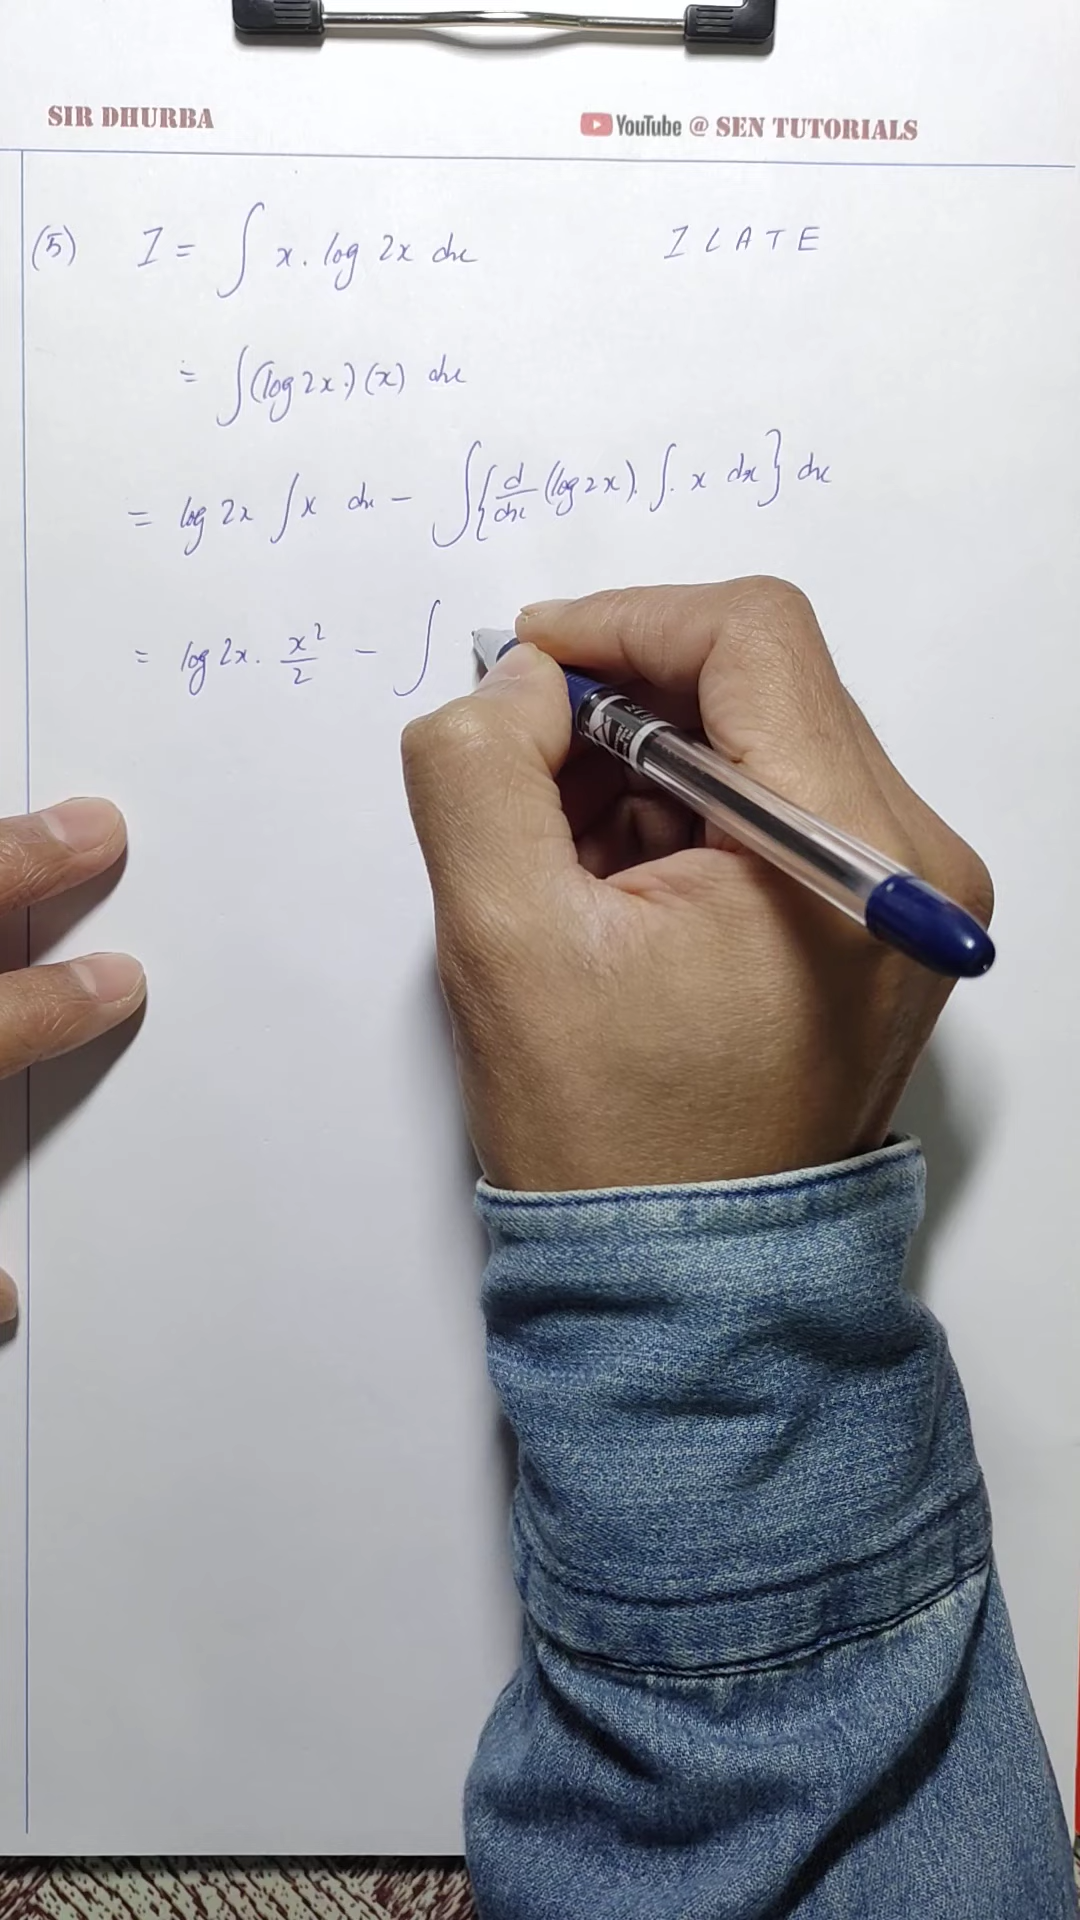 SIR DHURBA
YouTube @ SEN TUTORIALS
(5) I = ∫ x . log 2x dx
I L A T E
= ∫(log 2x.) (x) dx
= log 2x ∫ x dx - ∫{d/dx (log 2x). ∫. x dx} dx
= log 2x . x²/2 - ∫